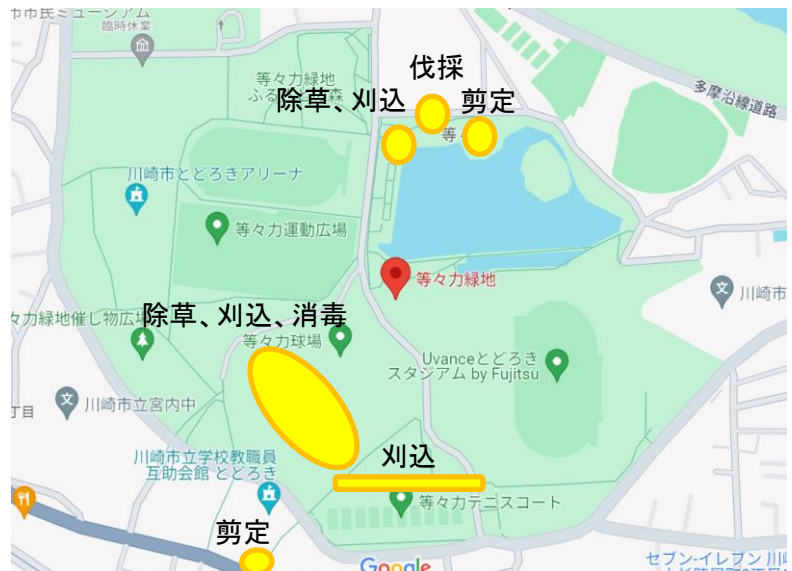 市市民ミュージアム
臨時休業
等々力緑地
ふる
森
伐採
除草、刈込
剪定
等々
多摩沿線道路
川崎市とどろきアリーナ
等々力運動広場
等々力緑地
川崎市
々力緑地催し物広場
除草、刈込、消毒
等々力球場
Uvanceとどろき
スタジアム by Fujitsu
丁目
川崎市立宮内中
川崎市立学校教職員
互助会館 とどろき
刈込
等々力テニスコート
剪定
Google
セブン-イレブン 川崎